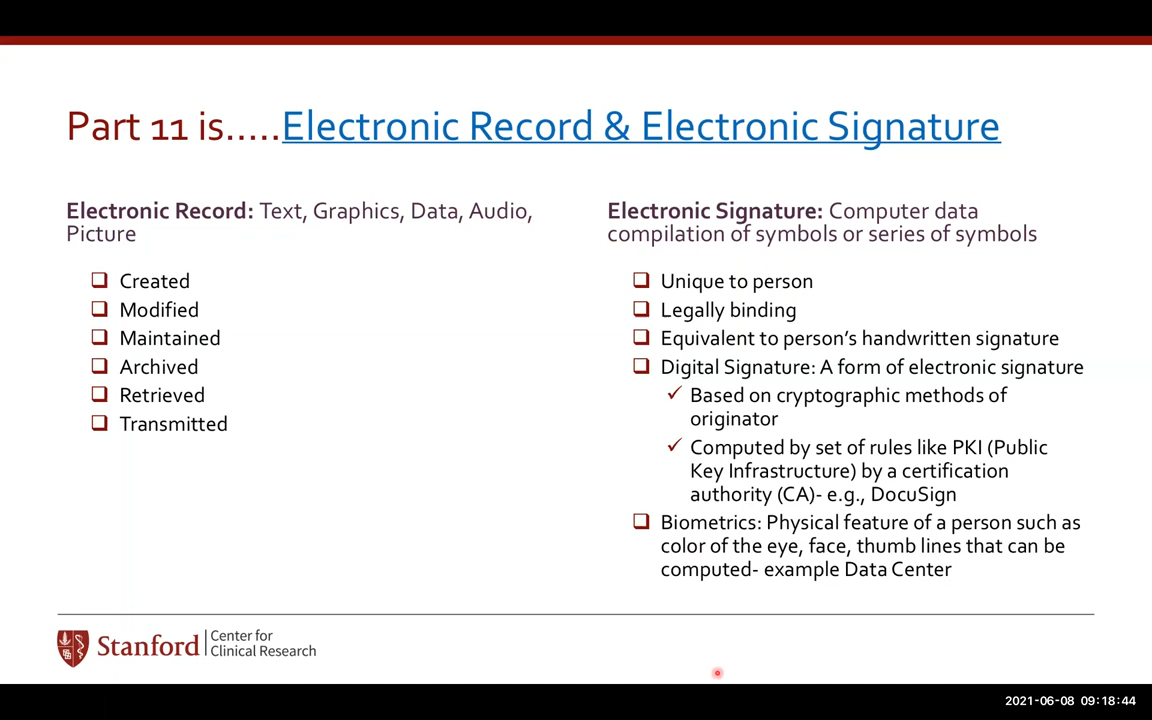 Part 11 is.....Electronic Record & Electronic Signature
Electronic Record: Text, Graphics, Data, Audio,
Picture
Created
Modified
Maintained
Archived
Retrieved
Transmitted
Electronic Signature: Computer data
compilation of symbols or series of symbols
Unique to person
Legally binding
Equivalent to person’s handwritten signature
Digital Signature: A form of electronic signature
Based on cryptographic methods of
originator
Computed by set of rules like PKI (Public
Key Infrastructure) by a certification
authority (CA)- e.g., DocuSign
Biometrics: Physical feature of a person such as
color of the eye, face, thumb lines that can be
computed- example Data Center
Stanford
Center for
Clinical Research
2021-06-08 09:18:44